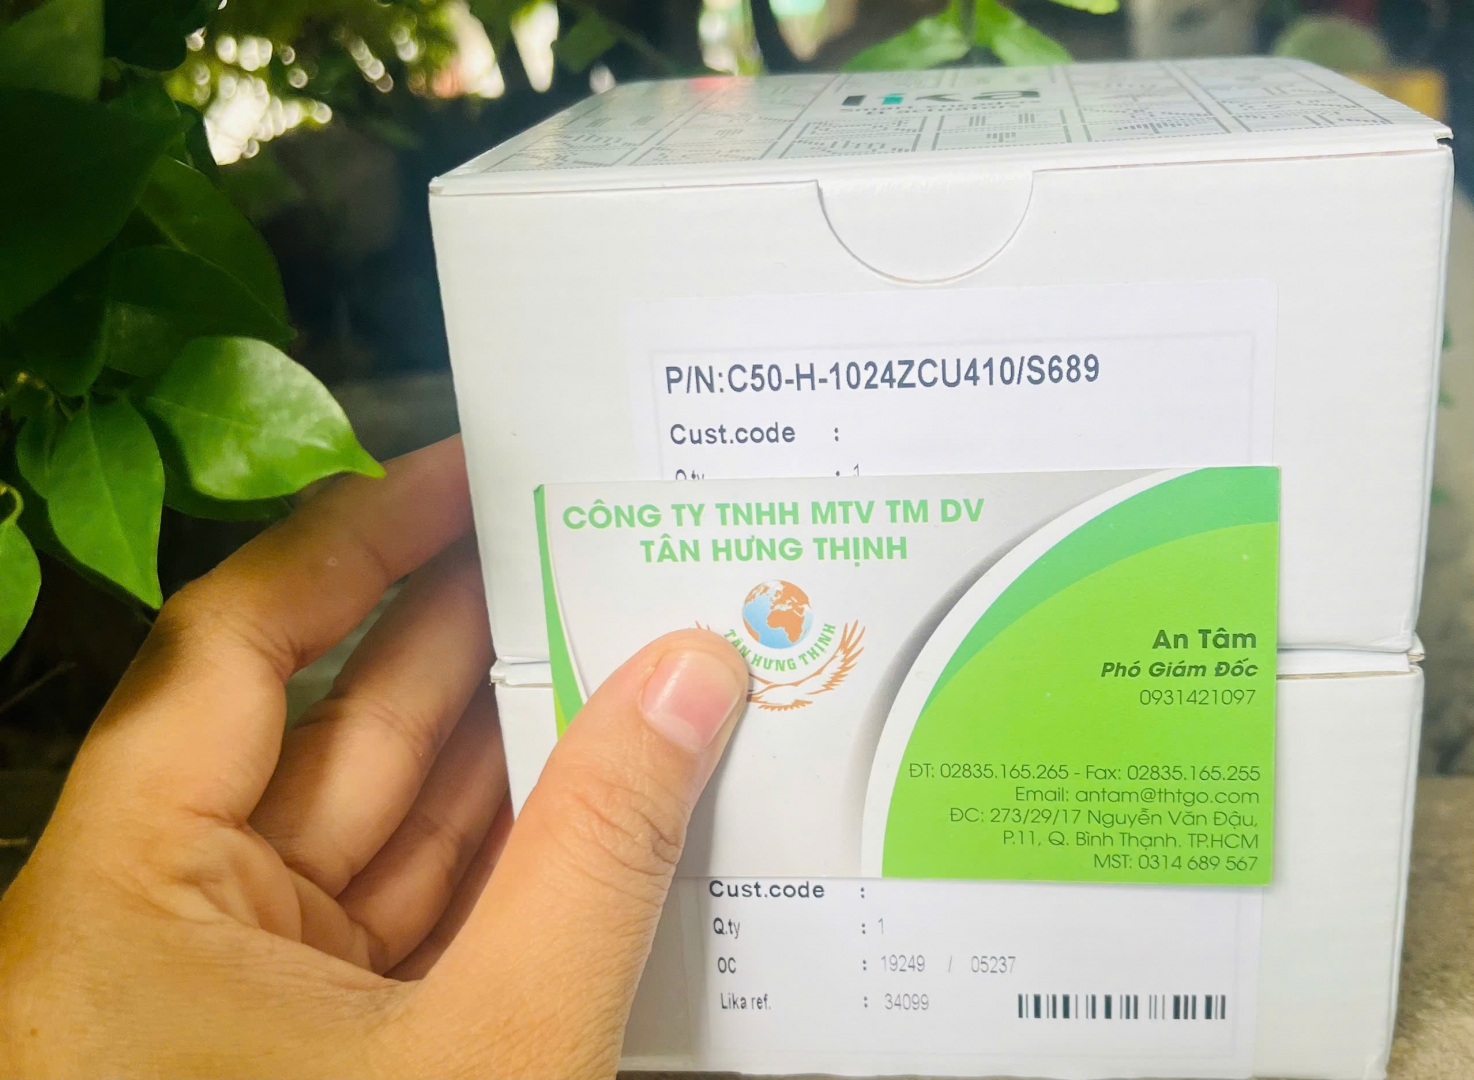 lika
P/N:C50-H-1024ZCU410/S689
Cust.code :
Q.ty : 1
CÔNG TY TNHH MTV TM DV
TÂN HƯNG THỊNH
TÂN HƯNG THỊNH
An Tâm
Phó Giám Đốc
0931421097
ĐT: 02835.165.265 - Fax: 02835.165.255
Email: antam@thtgo.com
ĐC: 273/29/17 Nguyễn Văn Đậu,
P.11, Q. Bình Thạnh. TP.HCM
MST: 0314 689 567
Cust.code :
Q.ty : 1
OC : 19249 / 05237
Lika ref. : 34099